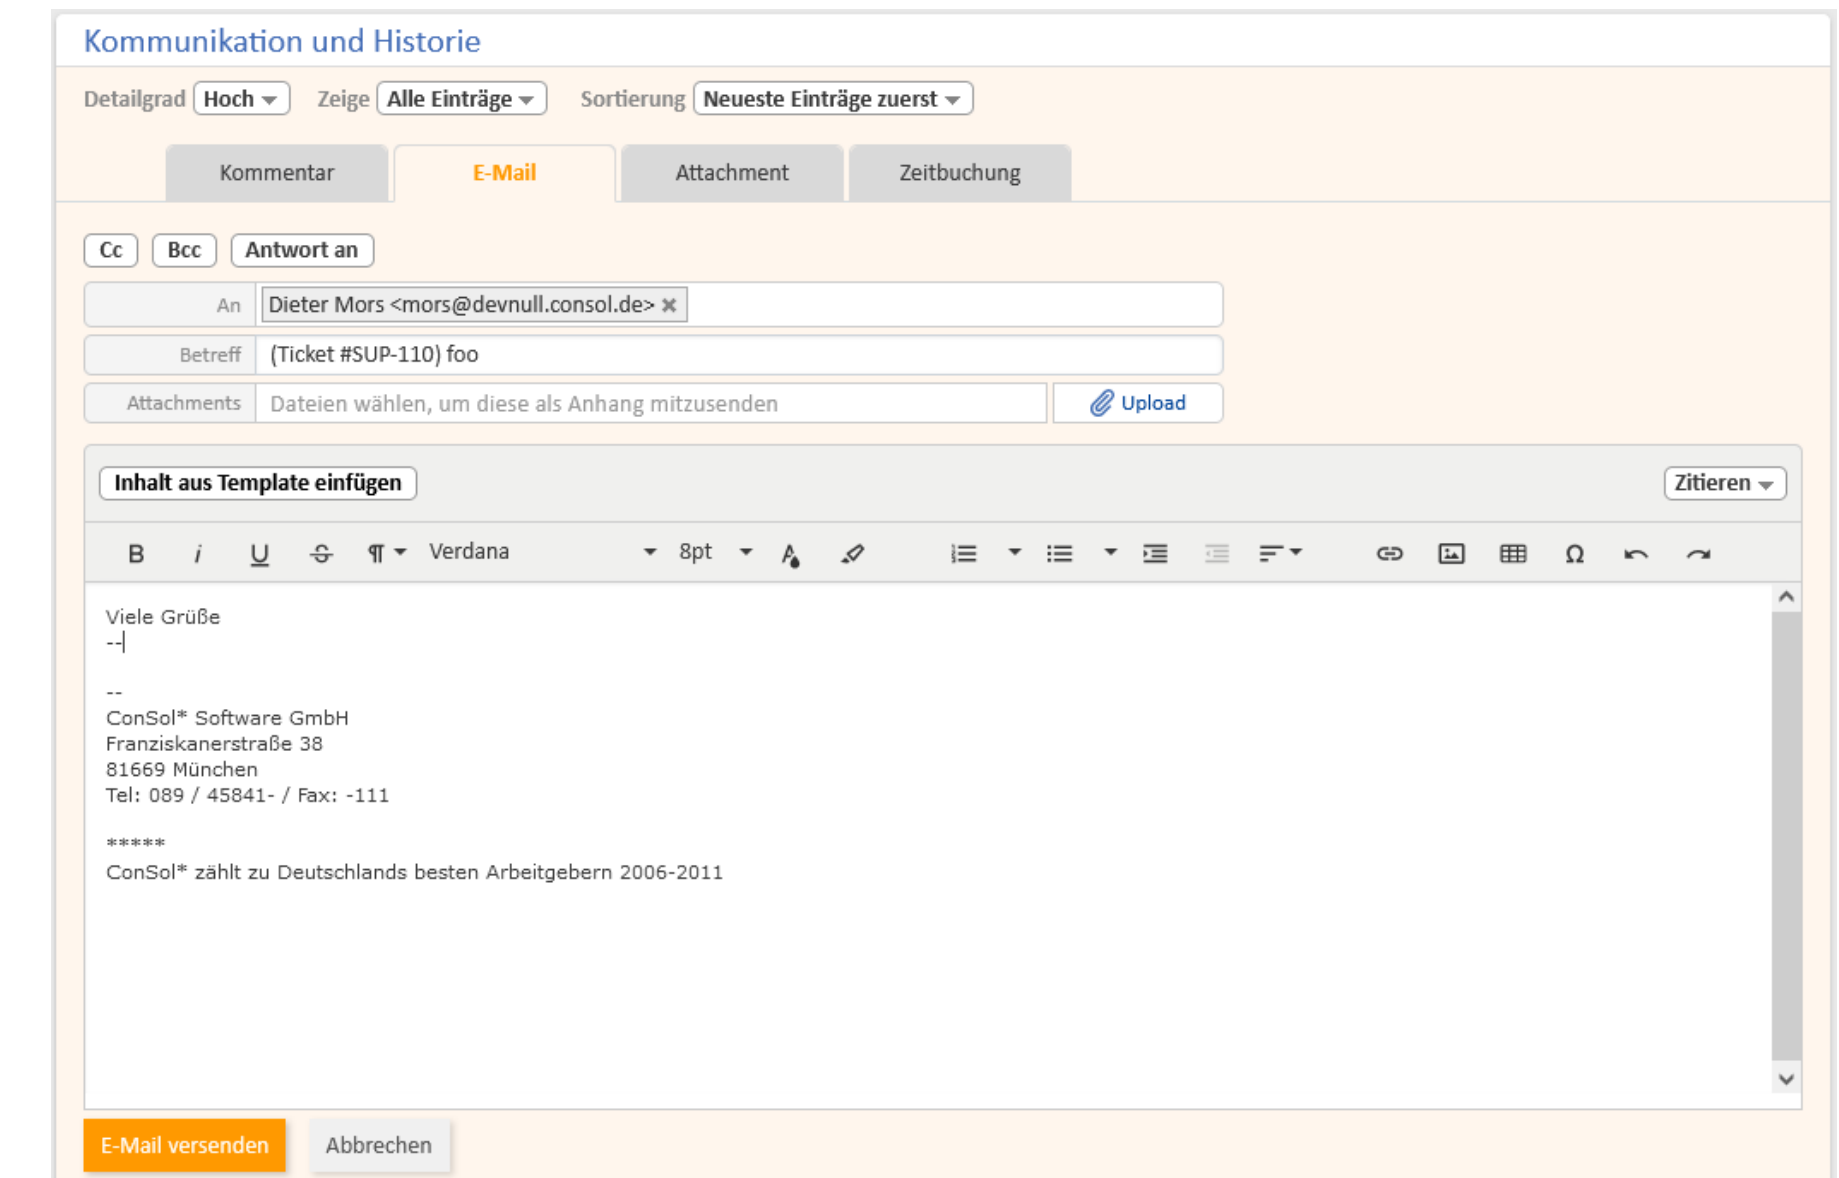 Kommunikation und Historie
Detailgrad Hoch Zeige Alle Einträge Sortierung Neueste Einträge zuerst
Kommentar E-Mail Attachment Zeitbuchung
Cc Bcc Antwort an
An Dieter Mors <mors@devnull.consol.de>
Betreff (Ticket #SUP-110) foo
Attachments Dateien wählen, um diese als Anhang mitzusenden Upload
Inhalt aus Template einfügen Zitieren
B i U S ¶ Verdana 8pt A Ω
Viele Grüße
--
--
ConSol* Software GmbH
Franziskanerstraße 38
81669 München
Tel: 089 / 45841- / Fax: -111
*****
ConSol* zählt zu Deutschlands besten Arbeitgebern 2006-2011
E-Mail versenden Abbrechen